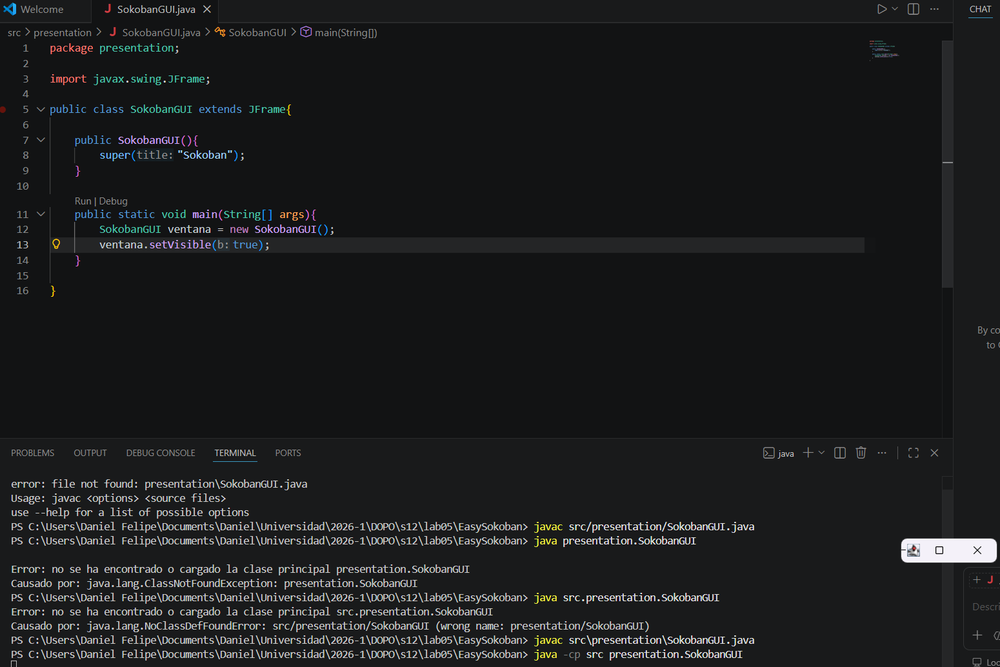 Welcome
J SokobanGUI.java
CHAT
src > presentation > J SokobanGUI.java > SokobanGUI > main(String[])
1 package presentation;
2
3 import javax.swing.JFrame;
4
5 public class SokobanGUI extends JFrame{
6
7 public SokobanGUI(){
8 super(title: "Sokoban");
9 }
10
Run | Debug
11 public static void main(String[] args){
12 SokobanGUI ventana = new SokobanGUI();
13 ventana.setVisible(b: true);
14 }
15
16 }
By co
to
PROBLEMS OUTPUT DEBUG CONSOLE TERMINAL PORTS
java
error: file not found: presentation\SokobanGUI.java
Usage: javac <options> <source files>
use --help for a list of possible options
PS C:\Users\Daniel Felipe\Documents\Daniel\Universidad\2026-1\DOPO\s12\lab05\EasySokoban> javac src/presentation/SokobanGUI.java
PS C:\Users\Daniel Felipe\Documents\Daniel\Universidad\2026-1\DOPO\s12\lab05\EasySokoban> java presentation.SokobanGUI
Error: no se ha encontrado o cargado la clase principal presentation.SokobanGUI
Causado por: java.lang.ClassNotFoundException: presentation.SokobanGUI
PS C:\Users\Daniel Felipe\Documents\Daniel\Universidad\2026-1\DOPO\s12\lab05\EasySokoban> java src.presentation.SokobanGUI
Error: no se ha encontrado o cargado la clase principal src.presentation.SokobanGUI
Causado por: java.lang.NoClassDefFoundError: src/presentation/SokobanGUI (wrong name: presentation/SokobanGUI)
PS C:\Users\Daniel Felipe\Documents\Daniel\Universidad\2026-1\DOPO\s12\lab05\EasySokoban> javac src\presentation\SokobanGUI.java
PS C:\Users\Daniel Felipe\Documents\Daniel\Universidad\2026-1\DOPO\s12\lab05\EasySokoban> java -cp src presentation.SokobanGUI
J
Descri
Loc